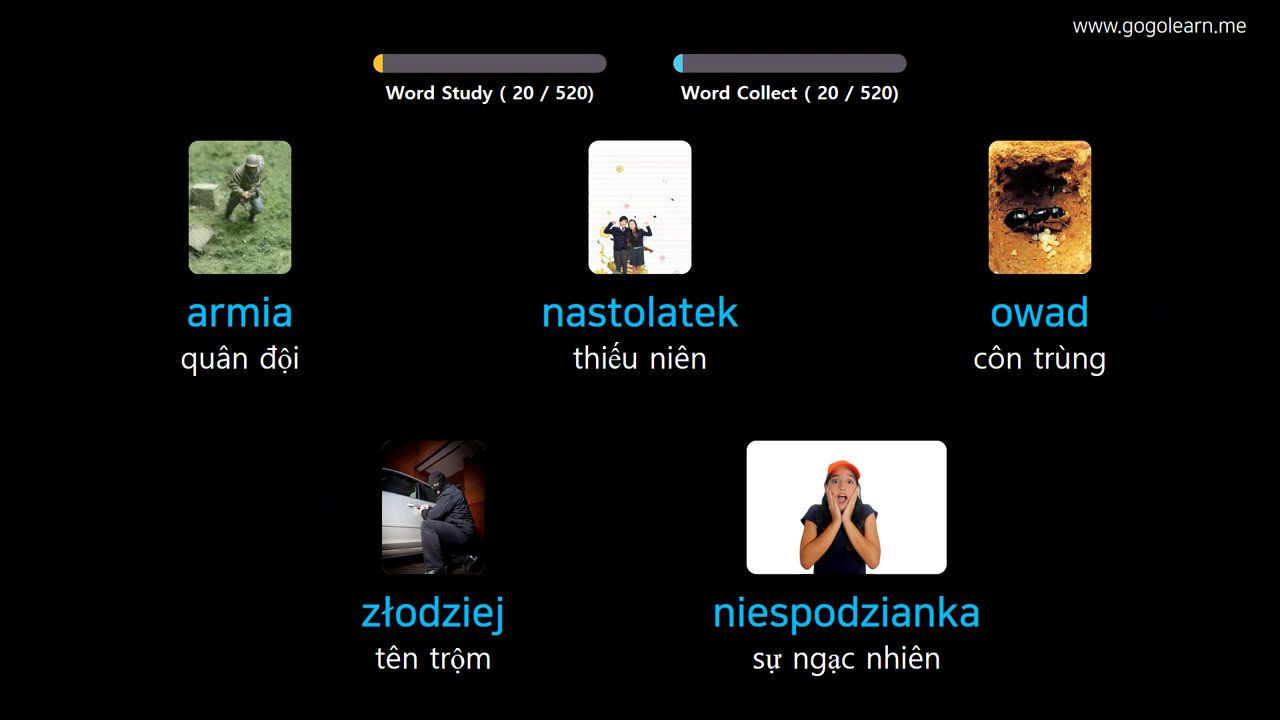 www.gogolearn.me
Word Study ( 20 / 520)
Word Collect ( 20 / 520)
armia
quân đội
nastolatek
thiếu niên
owad
côn trùng
złodziej
tên trộm
niespodzianka
sự ngạc nhiên